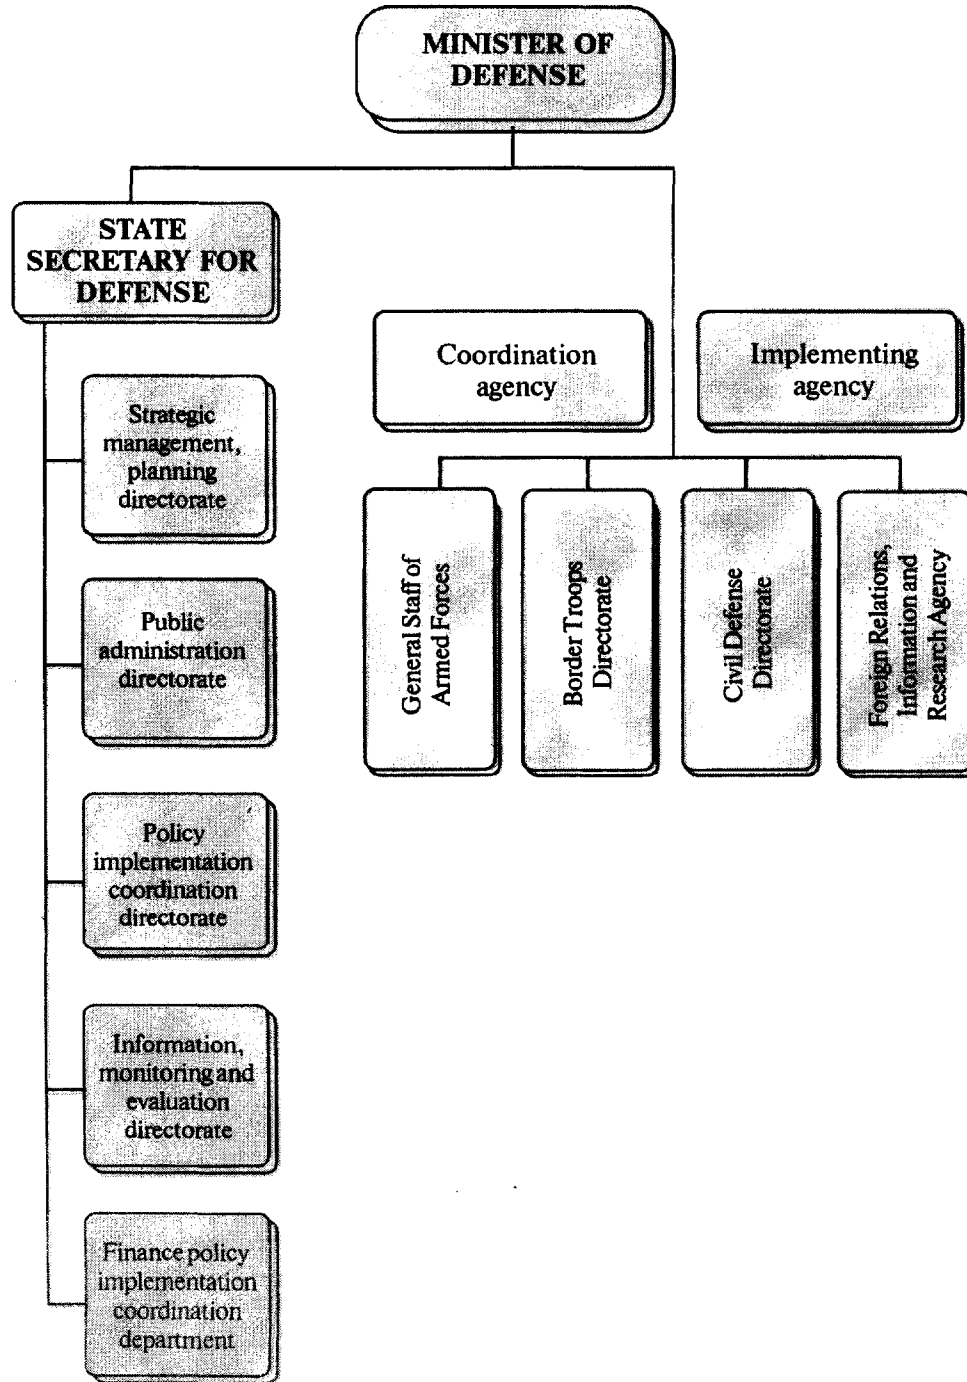 MINISTER OF
DEFENSE
STATE
SECRETARY FOR
DEFENSE
Coordination
agency
Implementing
agency
Strategic
management,
planning
directorate
Public
administration
directorate
Policy
implementation
coordination
directorate
Information,
monitoring and
evaluation
directorate
Finance policy
implementation
coordination
department
General Staff of
Armed Forces
Border Troops
Directorate
Civil Defense
Directorate
Foreign Relations,
Information and
Research Agency